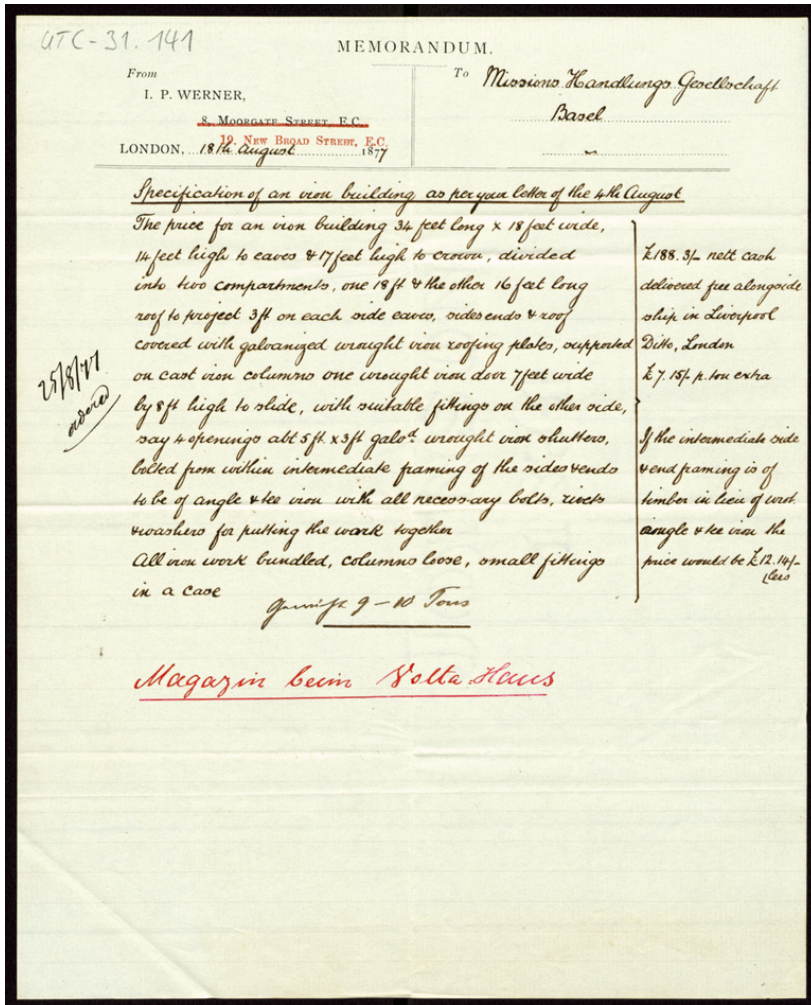 UTC-31.141
MEMORANDUM.
From
I. P. WERNER,
8, MOORGATE STREET, E.C.
19, NEW BROAD STREET, E.C.
LONDON, 18th August 1877
To Missions Handlungs Gesellschaft
Basel
"
Specification of an iron building as per your letter of the 4th August
The price for an iron building 34 feet long x 18 feet wide,
14 feet high to eaves & 17 feet high to crown, divided
into two compartments, one 18 ft & the other 16 feet long
roof to project 3 ft on each side eaves, sides ends & roof
covered with galvanized wrought iron roofing plates, supported
on cast iron columns one wrought iron door 7 feet wide
by 8 ft high to slide, with suitable fittings on the other side,
say 4 openings abt 5 ft. x 3 ft galvd. wrought iron shutters,
bolted from within intermediate framing of the sides & ends
to be of angle & tee iron with all necessary bolts, rivets
& washers for putting the work together
All iron work bundled, columns loose, small fittings
in a case
9 - 10 Tons
£188. 3/- nett cash
delivered free alongside
ship in Liverpool
Ditto, London
£7. 15/- p. ton extra
If the intermediate side
& end framing is of
timber in lieu of wrot.
angle & tee iron the
price would be £12. 14/-
less
25/8/77
ordered
Magazin beim Volta-Haus